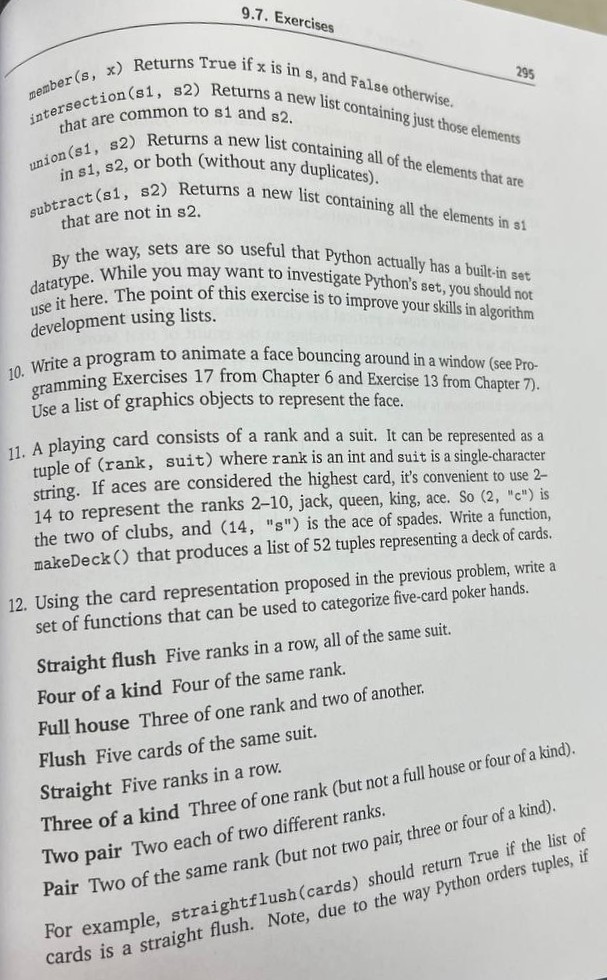 9.7. Exercises
295
member(s, x) Returns True if x is in s, and False otherwise.
intersection(s1, s2) Returns a new list containing just those elements
that are common to s1 and s2.
union(s1, s2) Returns a new list containing all of the elements that are
in s1, s2, or both (without any duplicates).
subtract(s1, s2) Returns a new list containing all the elements in s1
that are not in s2.
By the way, sets are so useful that Python actually has a built-in set
datatype. While you may want to investigate Python's set, you should not
use it here. The point of this exercise is to improve your skills in algorithm
development using lists.
10. Write a program to animate a face bouncing around in a window (see Pro-
gramming Exercises 17 from Chapter 6 and Exercise 13 from Chapter 7).
Use a list of graphics objects to represent the face.
11. A playing card consists of a rank and a suit. It can be represented as a
tuple of (rank, suit) where rank is an int and suit is a single-character
string. If aces are considered the highest card, it's convenient to use 2–
14 to represent the ranks 2–10, jack, queen, king, ace. So (2, "c") is
the two of clubs, and (14, "s") is the ace of spades. Write a function,
makeDeck() that produces a list of 52 tuples representing a deck of cards.
12. Using the card representation proposed in the previous problem, write a
set of functions that can be used to categorize five-card poker hands.
Straight flush Five ranks in a row, all of the same suit.
Four of a kind Four of the same rank.
Full house Three of one rank and two of another.
Flush Five cards of the same suit.
Straight Five ranks in a row.
Three of a kind Three of one rank (but not a full house or four of a kind).
Two pair Two each of two different ranks.
Pair Two of the same rank (but not two pair, three or four of a kind).
For example, straightflush(cards) should return True if the list of
cards is a straight flush. Note, due to the way Python orders tuples, if